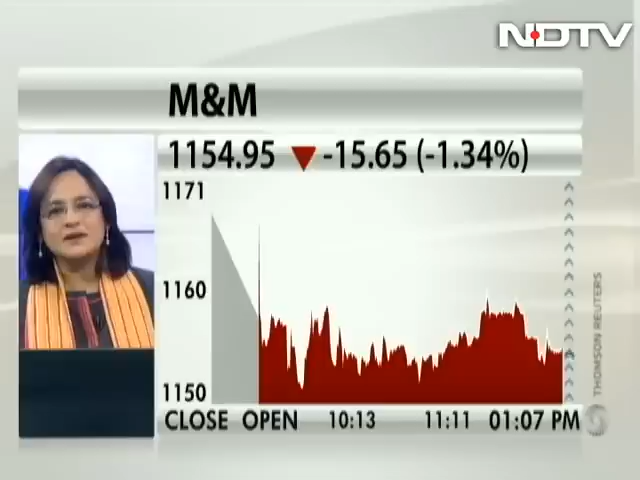 NDTV
M&M
1154.95 ▼ -15.65 (-1.34%)
1171
1160
1150
CLOSE OPEN 10:13 11:11 01:07 PM
THOMSON REUTERS